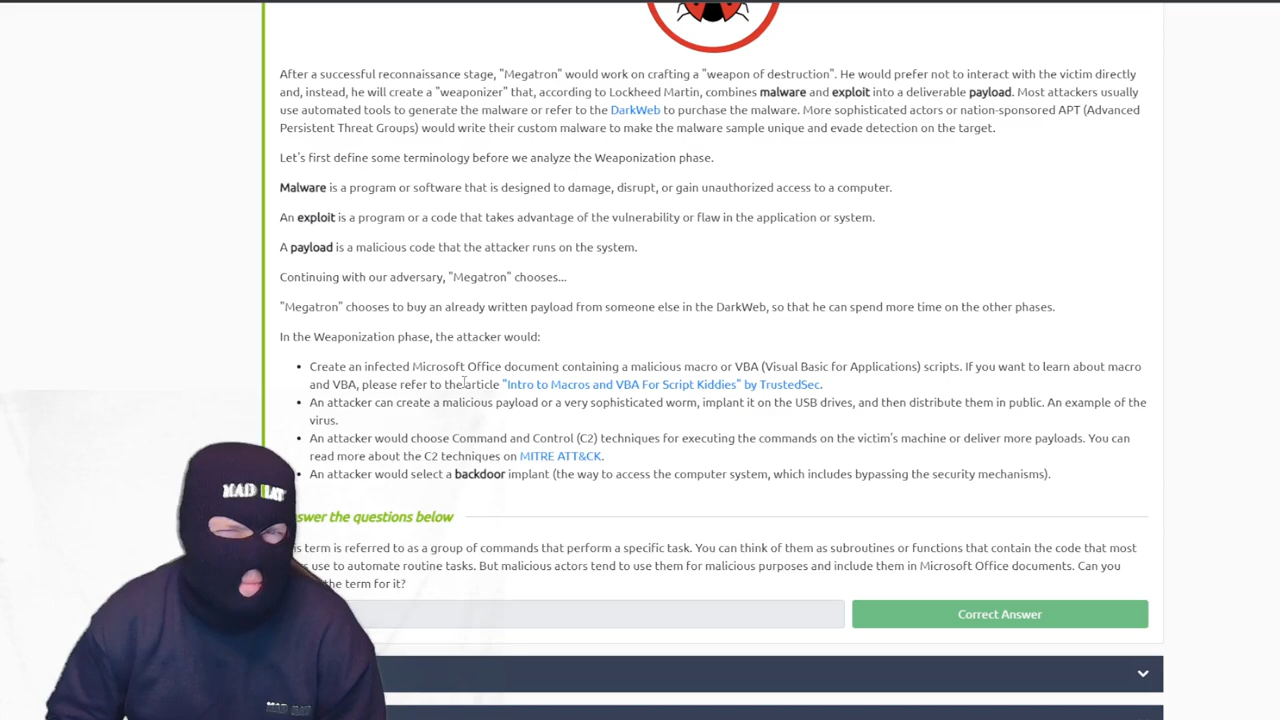 After a successful reconnaissance stage, "Megatron" would work on crafting a "weapon of destruction". He would prefer not to interact with the victim directly
and, instead, he will create a "weaponizer" that, according to Lockheed Martin, combines malware and exploit into a deliverable payload. Most attackers usually
use automated tools to generate the malware or refer to the DarkWeb to purchase the malware. More sophisticated actors or nation-sponsored APT (Advanced
Persistent Threat Groups) would write their custom malware to make the malware sample unique and evade detection on the target.
Let's first define some terminology before we analyze the Weaponization phase.
Malware is a program or software that is designed to damage, disrupt, or gain unauthorized access to a computer.
An exploit is a program or a code that takes advantage of the vulnerability or flaw in the application or system.
A payload is a malicious code that the attacker runs on the system.
Continuing with our adversary, "Megatron" chooses...
"Megatron" chooses to buy an already written payload from someone else in the DarkWeb, so that he can spend more time on the other phases.
In the Weaponization phase, the attacker would:
• Create an infected Microsoft Office document containing a malicious macro or VBA (Visual Basic for Applications) scripts. If you want to learn about macro
and VBA, please refer to the article "Intro to Macros and VBA For Script Kiddies" by TrustedSec.
• An attacker can create a malicious payload or a very sophisticated worm, implant it on the USB drives, and then distribute them in public. An example of the
virus.
• An attacker would choose Command and Control (C2) techniques for executing the commands on the victim's machine or deliver more payloads. You can
read more about the C2 techniques on MITRE ATT&CK.
• An attacker would select a backdoor implant (the way to access the computer system, which includes bypassing the security mechanisms).
swer the questions below
s term is referred to as a group of commands that perform a specific task. You can think of them as subroutines or functions that contain the code that most
use to automate routine tasks. But malicious actors tend to use them for malicious purposes and include them in Microsoft Office documents. Can you
the term for it?
Correct Answer
MAD HAT
MAD HAT